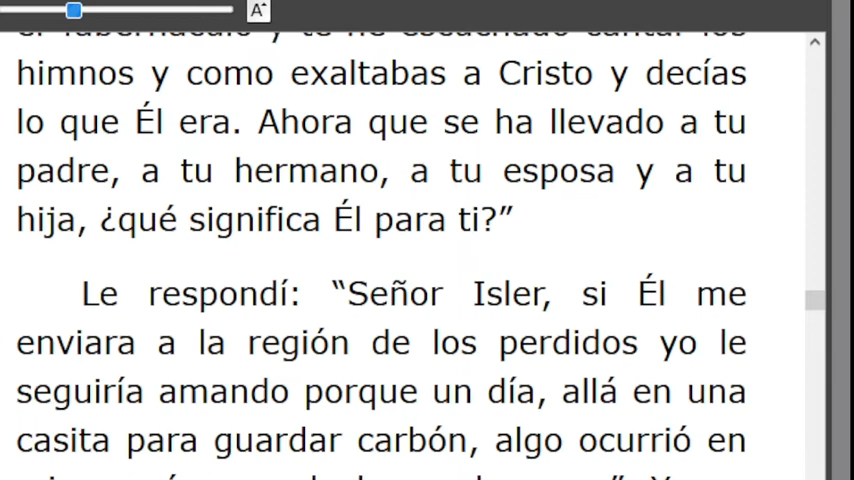 A
himnos y como exaltabas a Cristo y decías
lo que Él era. Ahora que se ha llevado a tu
padre, a tu hermano, a tu esposa y a tu
hija, ¿qué significa Él para ti?”
Le respondí: “Señor Isler, si Él me
enviara a la región de los perdidos yo le
seguiría amando porque un día, allá en una
casita para guardar carbón, algo ocurrió en